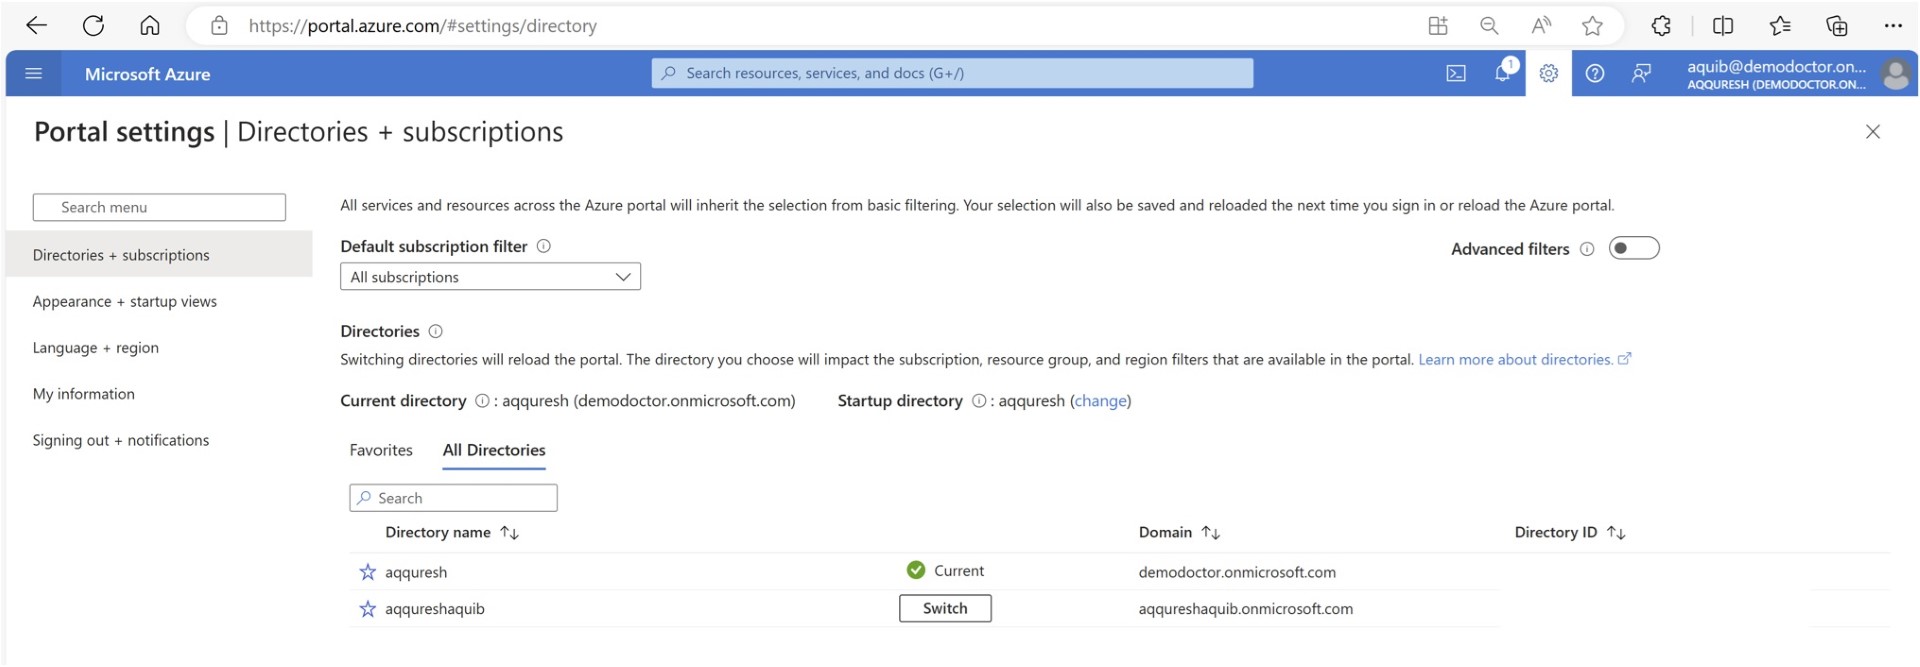 https://portal.azure.com/#settings/directory
Microsoft Azure
Search resources, services, and docs (G+/)
1
aquib@demodoctor.on...
AQQURESH (DEMODOCTOR.ON...
Portal settings | Directories + subscriptions
Search menu
Directories + subscriptions
Appearance + startup views
Language + region
My information
Signing out + notifications
All services and resources across the Azure portal will inherit the selection from basic filtering. Your selection will also be saved and reloaded the next time you sign in or reload the Azure portal.
Default subscription filter
All subscriptions
Advanced filters
Directories
Switching directories will reload the portal. The directory you choose will impact the subscription, resource group, and region filters that are available in the portal. Learn more about directories.
Current directory : aqquresh (demodoctor.onmicrosoft.com) Startup directory : aqquresh (change)
Favorites All Directories
Search
Directory name Domain Directory ID
aqquresh Current demodoctor.onmicrosoft.com
aqqureshaquib Switch aqqureshaquib.onmicrosoft.com